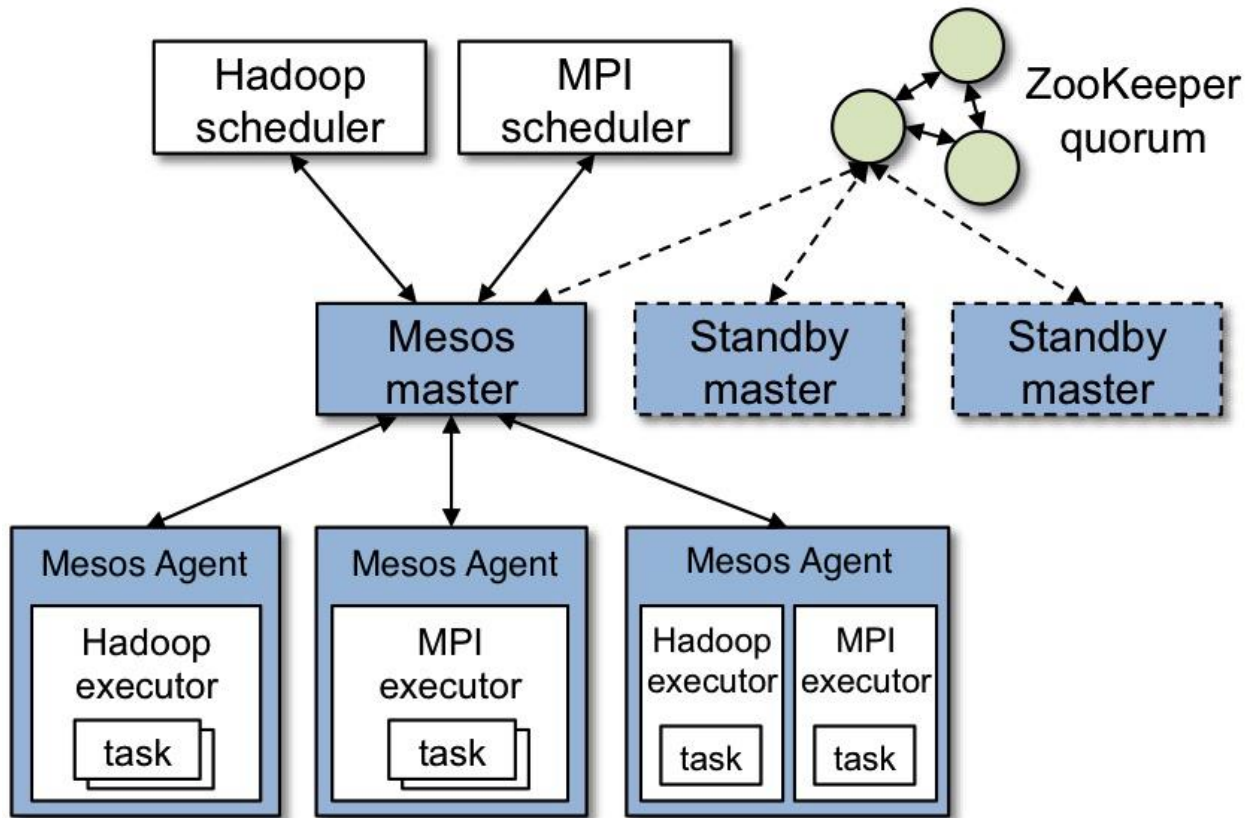 Hadoop
scheduler
MPI
scheduler
ZooKeeper
quorum
Mesos
master
Standby
master
Standby
master
Mesos Agent
Hadoop
executor
task
Mesos Agent
MPI
executor
task
Mesos Agent
Hadoop
executor
task
MPI
executor
task